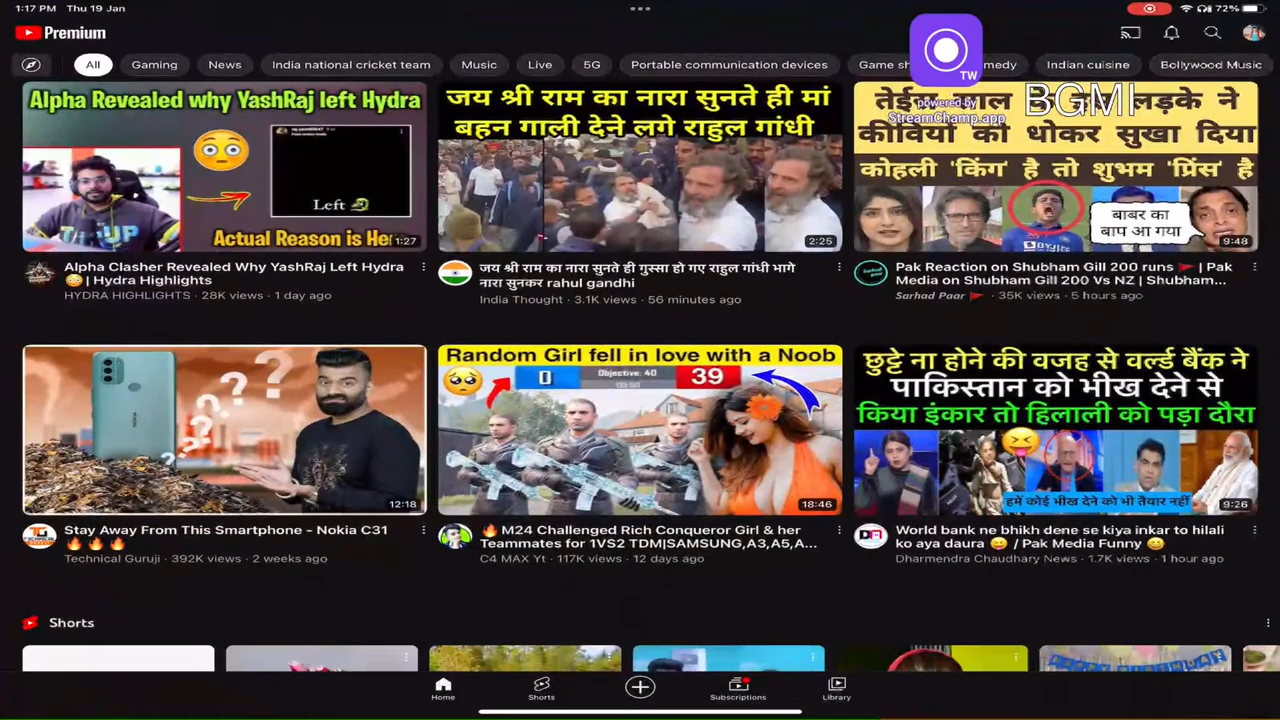 1:17 PM Thu 19 Jan
72%
Premium
TW
powered by
StreamChamp.app
BGMI
All
Gaming
News
India national cricket team
Music
Live
5G
Portable communication devices
Game sh
medy
Indian cuisine
Bollywood Music
Alpha Revealed why YashRaj left Hydra
Left
Actual Reason is Her
1:27
Alpha Clasher Revealed Why YashRaj Left Hydra
😳| Hydra Highlights
HYDRA HIGHLIGHTS · 28K views · 1 day ago
जय श्री राम का नारा सुनते ही मां
बहन गाली देने लगे राहुल गांधी
2:25
जय श्री राम का नारा सुनते ही गुस्सा हो गए राहुल गांधी भागे
नारा सुनकर rahul gandhi
India Thought · 3.1K views · 56 minutes ago
लड़के ने
कीवियों को धोकर सुखा दिया
कोहली 'किंग' है तो शुभम 'प्रिंस' है
बाबर का
बाप आ गया
9:48
Pak Reaction on Shubham Gill 200 runs 🚩 | Pak
Media on Shubham Gill 200 Vs NZ | Shubham...
Sarhad Paar 🚩 · 35K views · 5 hours ago
NOKIA
12:18
Stay Away From This Smartphone - Nokia C31
🔥🔥🔥
Technical Guruji · 392K views · 2 weeks ago
Random Girl fell in love with a Noob
0
Objective: 40
39
18:46
🔥M24 Challenged Rich Conqueror Girl & her
Teammates for 1VS2 TDM|SAMSUNG,A3,A5,A...
C4 MAX Yt · 117K views · 12 days ago
छुट्टे ना होने की वजह से वर्ल्ड बैंक ने
पाकिस्तान को भीख देने से
किया इंकार तो हिलाली को पड़ा दौरा
हमें कोई भीख देने को भी तैयार नहीं
9:26
World bank ne bhikh dene se kiya inkar to hilali
ko aya daura 😝 / Pak Media Funny 😄
Dharmendra Chaudhary News · 1.7K views · 1 hour ago
Shorts
Home
Shorts
Subscriptions
Library